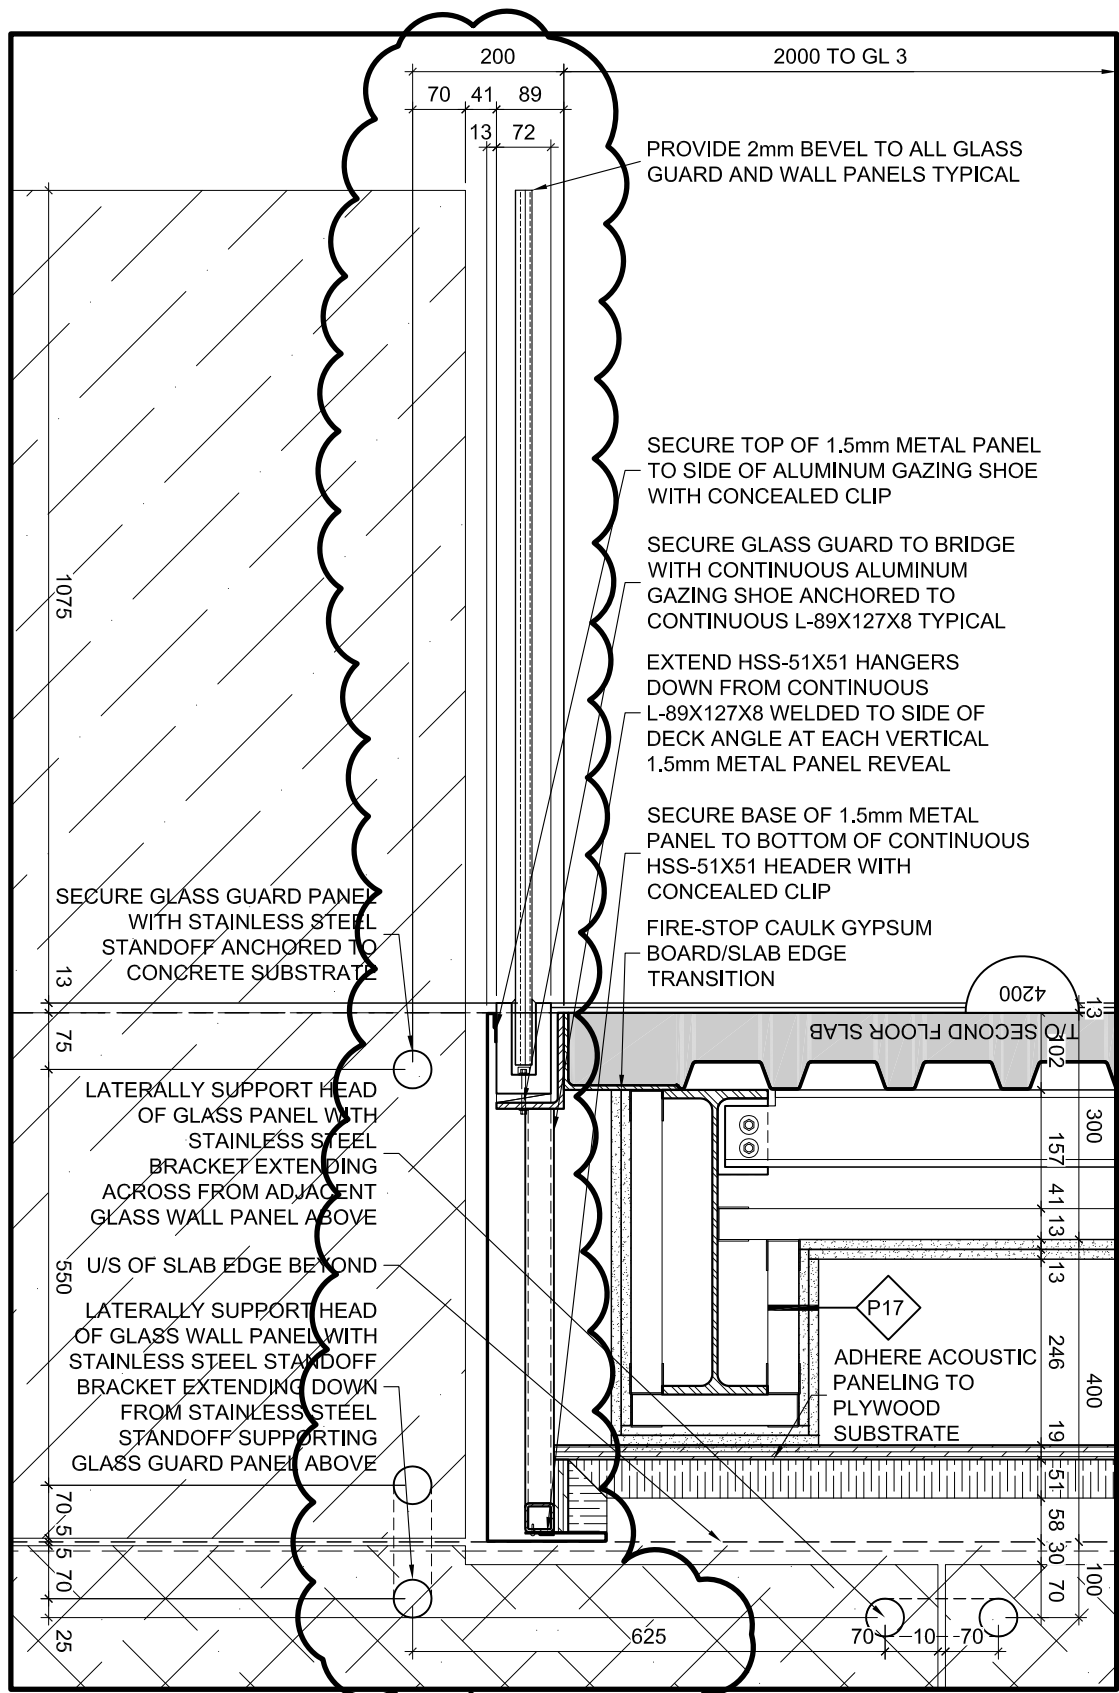 200
2000 TO GL 3
70
41
89
13
72
PROVIDE 2mm BEVEL TO ALL GLASS
GUARD AND WALL PANELS TYPICAL
SECURE TOP OF 1.5mm METAL PANEL
TO SIDE OF ALUMINUM GAZING SHOE
WITH CONCEALED CLIP
SECURE GLASS GUARD TO BRIDGE
WITH CONTINUOUS ALUMINUM
GAZING SHOE ANCHORED TO
CONTINUOUS L-89X127X8 TYPICAL
EXTEND HSS-51X51 HANGERS
DOWN FROM CONTINUOUS
L-89X127X8 WELDED TO SIDE OF
DECK ANGLE AT EACH VERTICAL
1.5mm METAL PANEL REVEAL
SECURE BASE OF 1.5mm METAL
PANEL TO BOTTOM OF CONTINUOUS
HSS-51X51 HEADER WITH
CONCEALED CLIP
FIRE-STOP CAULK GYPSUM
BOARD/SLAB EDGE
TRANSITION
4200
T/O SECOND FLOOR SLAB
SECURE GLASS GUARD PANEL
WITH STAINLESS STEEL
STANDOFF ANCHORED TO
CONCRETE SUBSTRATE
LATERALLY SUPPORT HEAD
OF GLASS PANEL WITH
STAINLESS STEEL
BRACKET EXTENDING
ACROSS FROM ADJACENT
GLASS WALL PANEL ABOVE
U/S OF SLAB EDGE BEYOND
LATERALLY SUPPORT HEAD
OF GLASS WALL PANEL WITH
STAINLESS STEEL STANDOFF
BRACKET EXTENDING DOWN
FROM STAINLESS STEEL
STANDOFF SUPPORTING
GLASS GUARD PANEL ABOVE
P17
ADHERE ACOUSTIC
PANELING TO
PLYWOOD
SUBSTRATE
1075
13
75
550
70
5
5
70
25
13
102
300
157
41
13
13
246
400
19
51
58
30
100
70
625
70
10
70